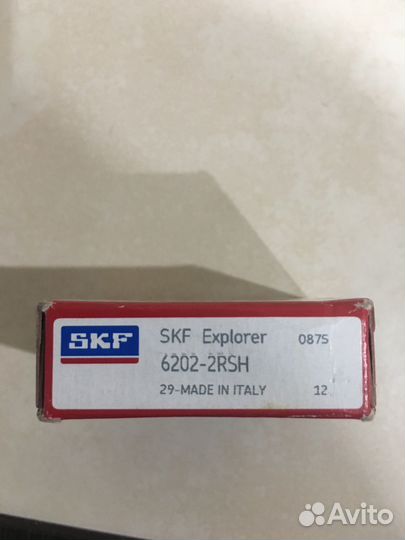 SKF
SKF Explorer 0875
6202-2RSH
29-MADE IN ITALY 12
Avito